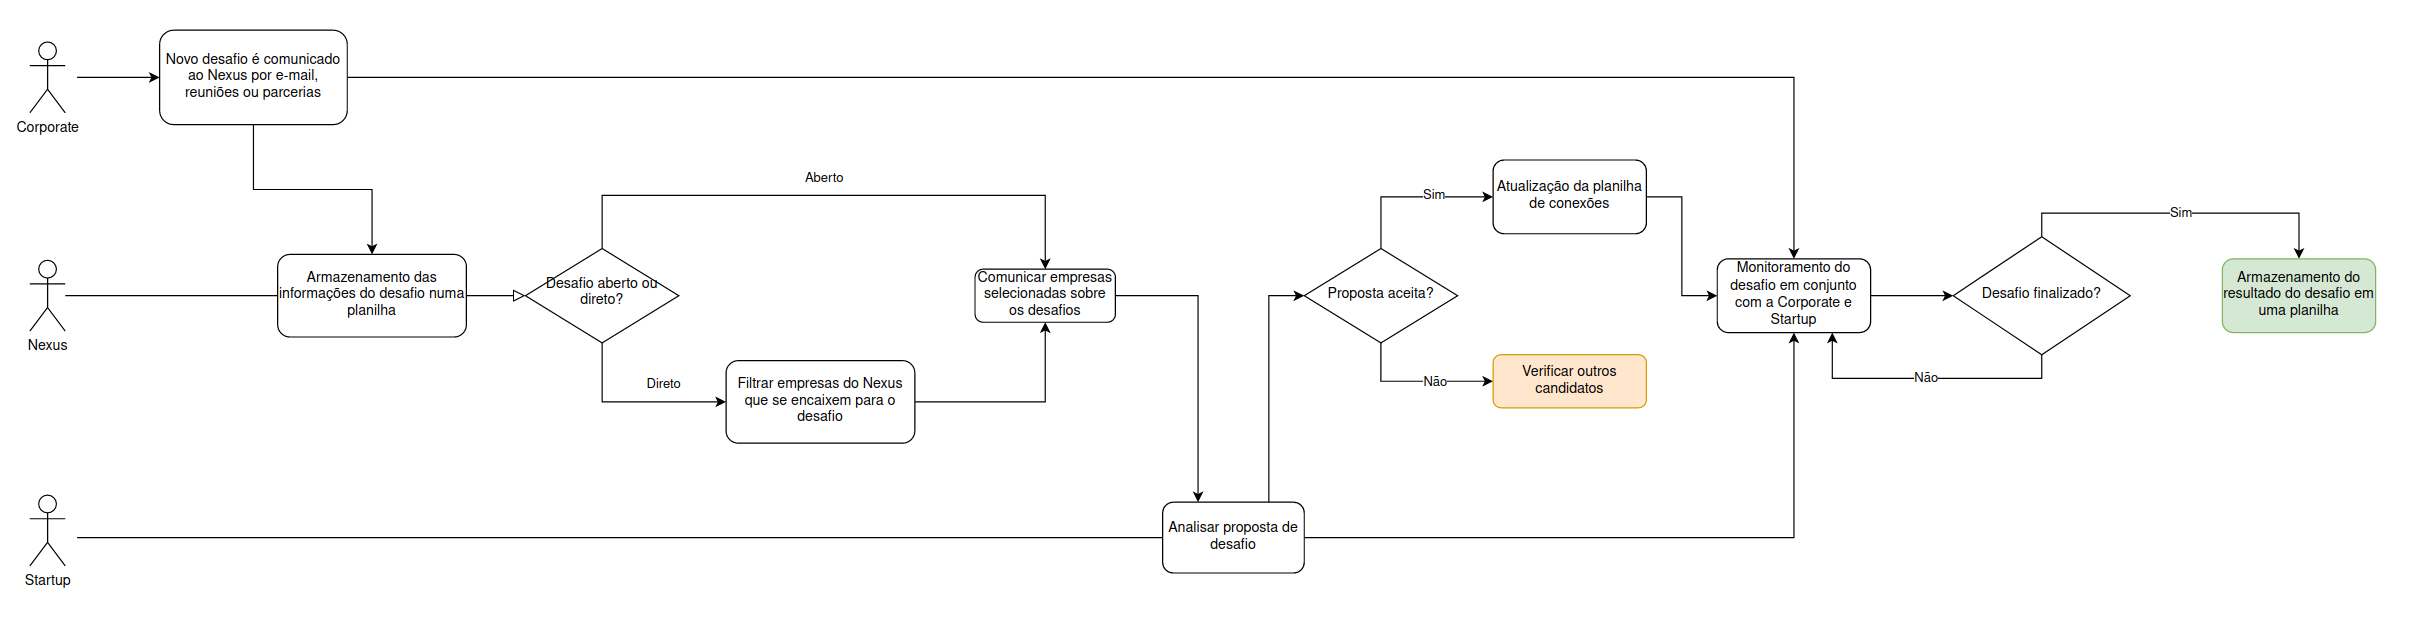 Novo desafio é comunicado
ao Nexus por e-mail,
reuniões ou parcerias
Corporate
Aberto
Atualização da planilha
de conexões
Sim
Sim
Armazenamento das
informações do desafio numa
planilha
Desafio aberto ou
direto?
Comunicar empresas
selecionadas sobre
os desafios
Proposta aceita?
Monitoramento do
desafio em conjunto
com a Corporate e
Startup
Desafio finalizado?
Armazenamento do
resultado do desafio em
uma planilha
Nexus
Direto
Filtrar empresas do Nexus
que se encaixem para o
desafio
Não
Verificar outros
candidatos
Não
Analisar proposta de
desafio
Startup